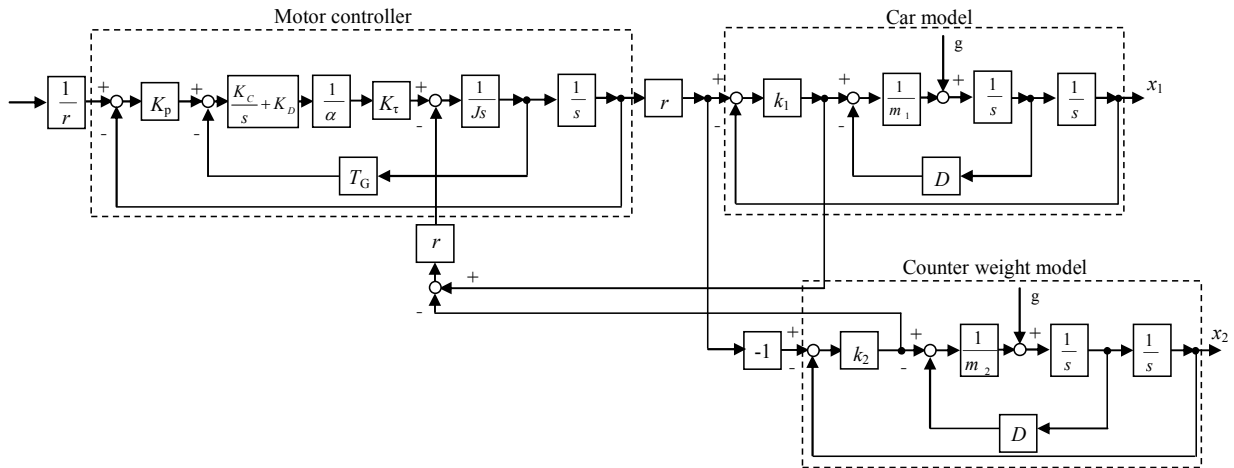 Motor controller
Car model
g
1/r
+
-
K_p
+
-
K_C/s + K_D
1/α
K_τ
+
-
1/Js
1/s
r
+
-
k_1
+
-
1/m_1
+
1/s
1/s
x_1
T_G
D
r
+
-
Counter weight model
g
-1
+
-
k_2
+
-
1/m_2
+
1/s
1/s
x_2
D